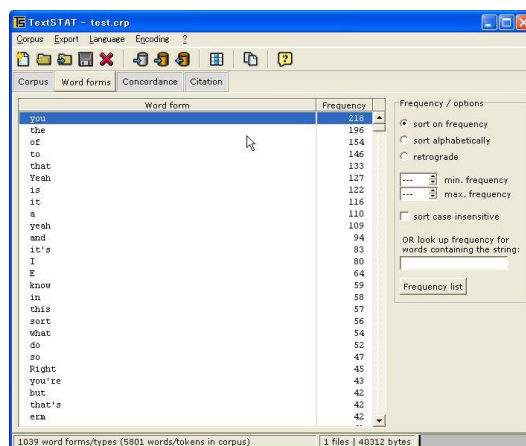 TextSTAT - test.crp
Corpus Export Language Encoding ?
Corpus Word forms Concordance Citation
Word form Frequency
you 218
the 196
of 154
to 146
that 133
Yeah 127
is 122
it 116
a 110
yeah 109
and 94
it's 83
I 80
E 64
know 59
in 58
this 57
sort 56
what 54
do 52
so 47
Right 45
you're 43
but 42
that's 42
erm 42
Frequency / options
sort on frequency
sort alphabetically
retrograde
--- min. frequency
--- max. frequency
sort case insensitive
OR look up frequency for
words containing the string:
Frequency list
1039 word forms/types (5801 words/tokens in corpus) 1 files | 40312 bytes